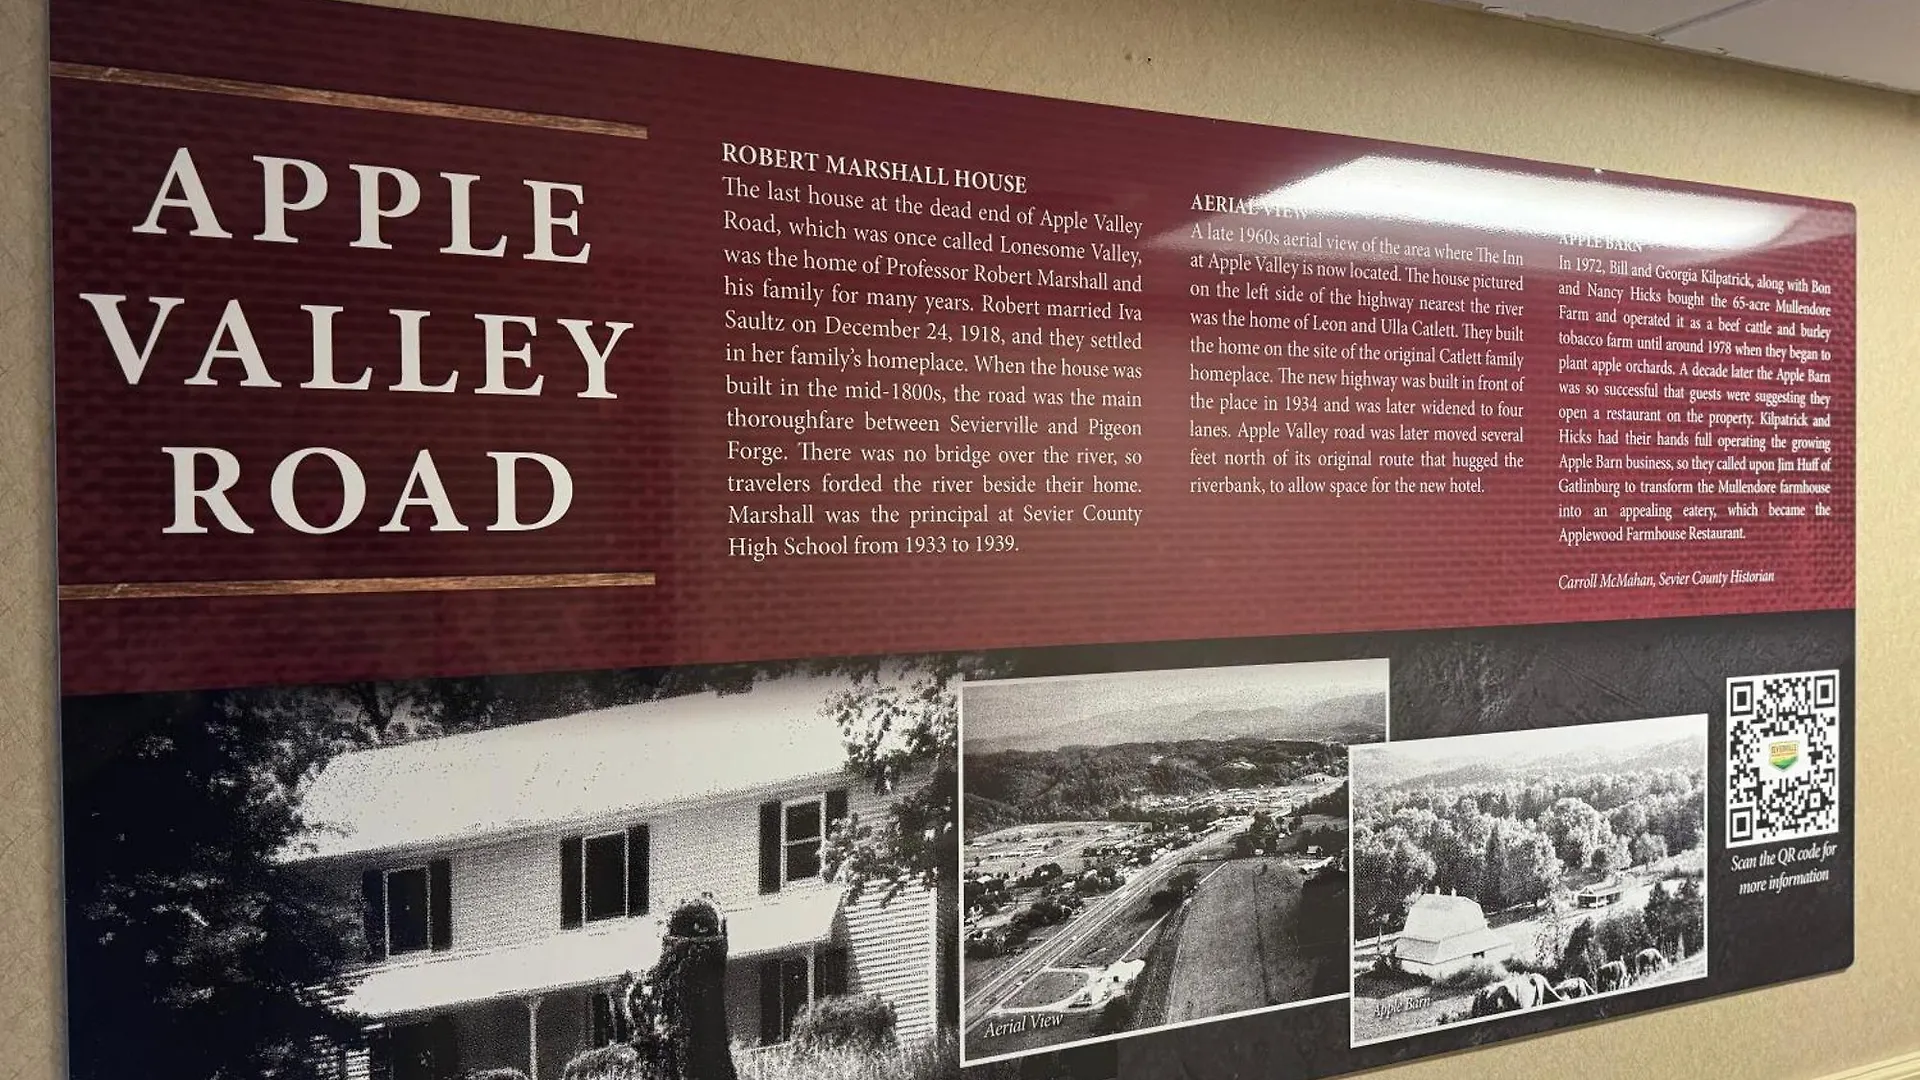 APPLE
VALLEY
ROAD
ROBERT MARSHALL HOUSE
The last house at the dead end of Apple Valley
Road, which was once called Lonesome Valley,
was the home of Professor Robert Marshall and
his family for many years. Robert married Iva
Saultz on December 24, 1918, and they settled
in her family's homeplace. When the house was
built in the mid-1800s, the road was the main
thoroughfare between Sevierville and Pigeon
Forge. There was no bridge over the river, so
travelers forded the river beside their home.
Marshall was the principal at Sevier County
High School from 1933 to 1939.
AERIAL VIEW
A late 1960s aerial view of the area where The Inn
at Apple Valley is now located. The house pictured
on the left side of the highway nearest the river
was the home of Leon and Ulla Catlett. They built
the home on the site of the original Catlett family
homeplace. The new highway was built in front of
the place in 1934 and was later widened to four
lanes. Apple Valley road was later moved several
feet north of its original route that hugged the
riverbank, to allow space for the new hotel.
APPLE BARN
In 1972, Bill and Georgia Kilpatrick, along with Bon
and Nancy Hicks bought the 65-acre Mullendore
Farm and operated it as a beef cattle and burley
tobacco farm until around 1978 when they began to
plant apple orchards. A decade later the Apple Barn
was so successful that guests were suggesting they
open a restaurant on the property. Kilpatrick and
Hicks had their hands full operating the growing
Apple Barn business, so they called upon Jim Huff of
Gatlinburg to transform the Mullendore farmhouse
into an appealing eatery, which became the
Applewood Farmhouse Restaurant.
Carroll McMahan, Sevier County Historian
Aerial View
Apple Barn
SEVIERVILLE
Scan the QR code for
more information